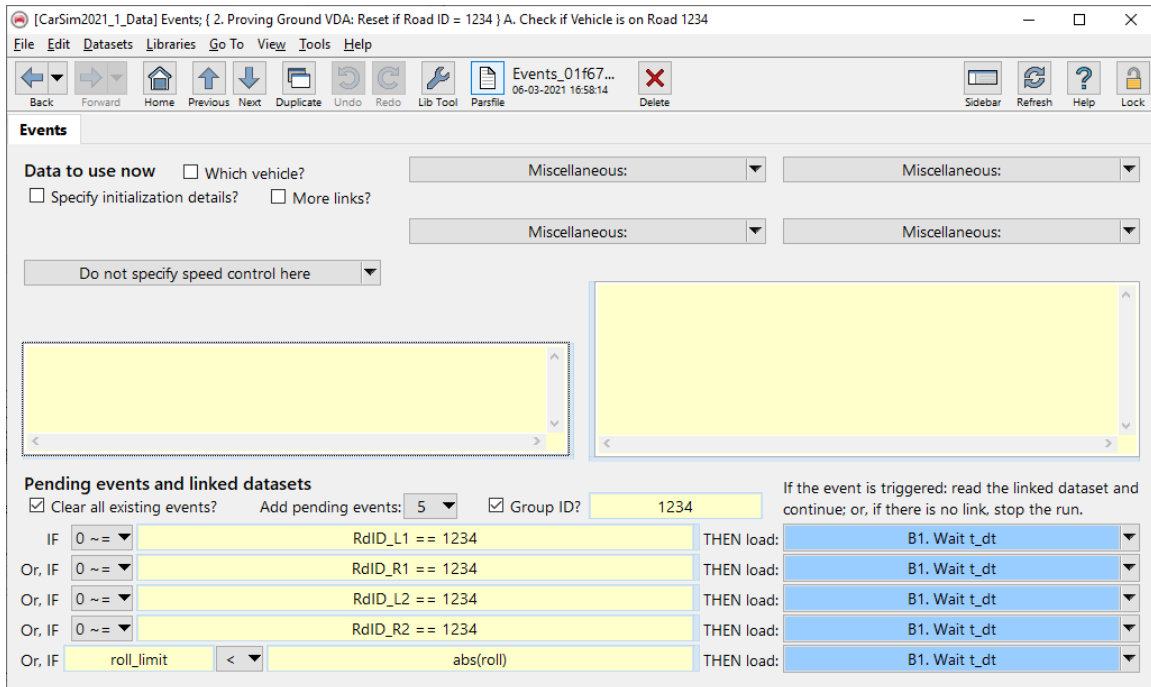 [CarSim2021_1_Data] Events; { 2. Proving Ground VDA: Reset if Road ID = 1234 } A. Check if Vehicle is on Road 1234
File Edit Datasets Libraries Go To View Tools Help
Back Forward Home Previous Next Duplicate Undo Redo Lib Tool Parsfile Events_01f67... 06-03-2021 16:58:14 Delete Sidebar Refresh Help Lock
Events
Data to use now Which vehicle? Miscellaneous: Miscellaneous:
Specify initialization details? More links?
Miscellaneous: Miscellaneous:
Do not specify speed control here
Pending events and linked datasets
If the event is triggered: read the linked dataset and
Clear all existing events? Add pending events: 5 Group ID? 1234 continue; or, if there is no link, stop the run.
IF 0 ~= RdID_L1 == 1234 THEN load: B1. Wait t_dt
Or, IF 0 ~= RdID_R1 == 1234 THEN load: B1. Wait t_dt
Or, IF 0 ~= RdID_L2 == 1234 THEN load: B1. Wait t_dt
Or, IF 0 ~= RdID_R2 == 1234 THEN load: B1. Wait t_dt
Or, IF roll_limit < abs(roll) THEN load: B1. Wait t_dt